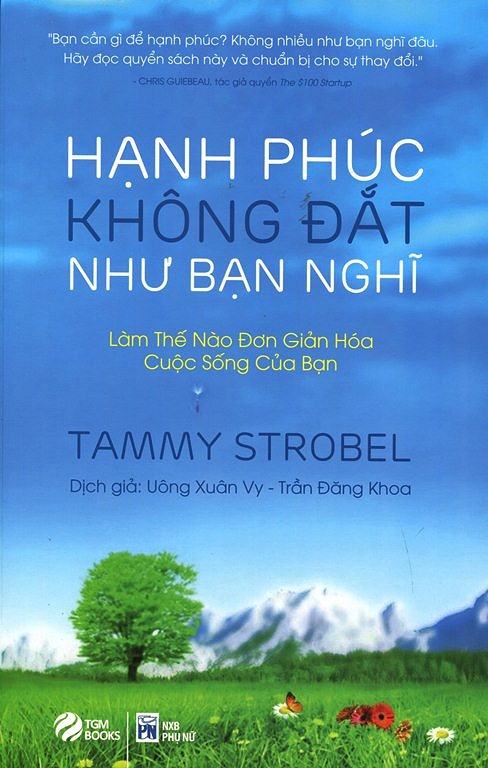 "Bạn cần gì để hạnh phúc? Không nhiều như bạn nghĩ đâu.
Hãy đọc quyển sách này và chuẩn bị cho sự thay đổi."
- CHRIS GUIEBEAU, tác giả quyển The $100 Startup
HẠNH PHÚC
KHÔNG ĐẮT
NHƯ BẠN NGHĨ
Làm Thế Nào Đơn Giản Hóa
Cuộc Sống Của Bạn
TAMMY STROBEL
Dịch giả: Uông Xuân Vy - Trần Đăng Khoa
TGM
BOOKS
PN
NXB
PHỤ NỮ